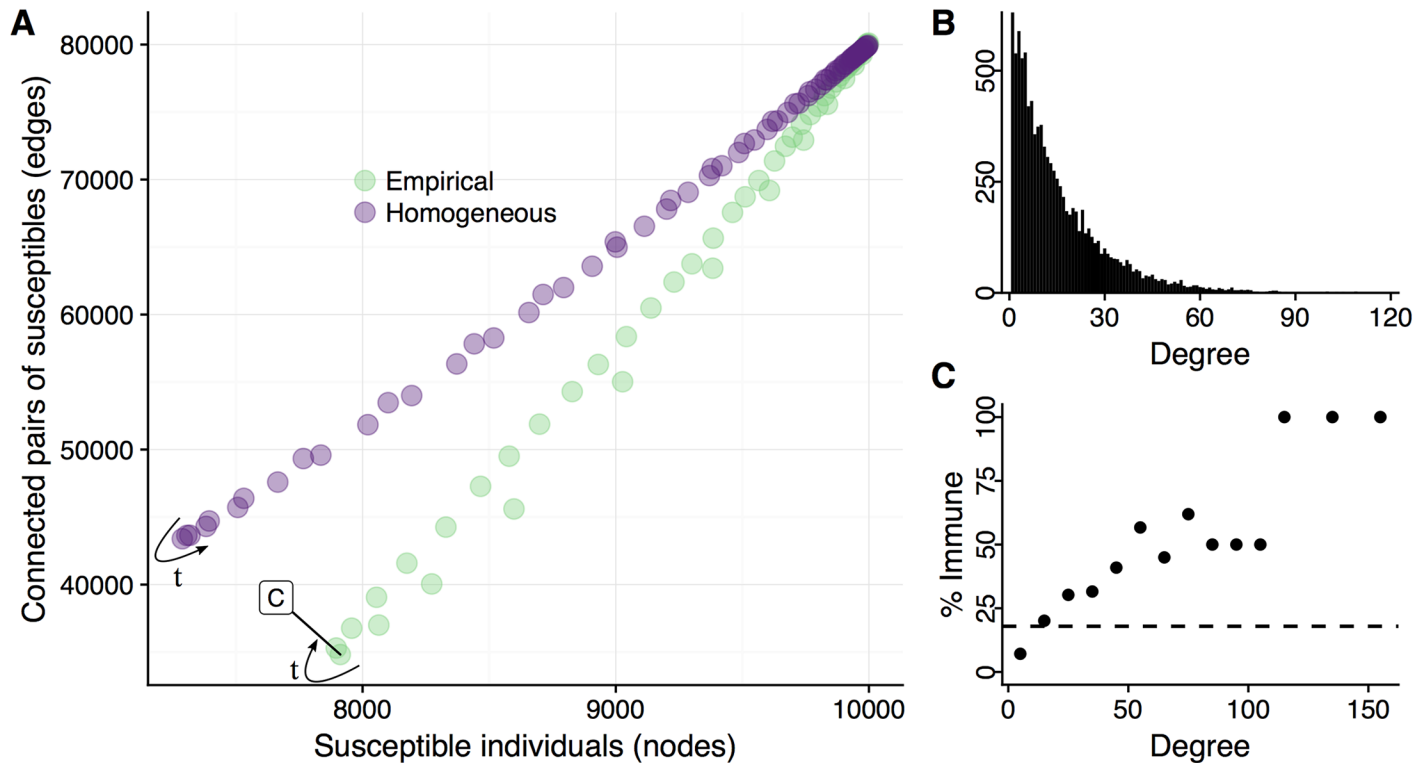 A
Connected pairs of susceptibles (edges)
80000
70000
60000
50000
40000
Empirical
Homogeneous
t
C
t
8000
9000
10000
Susceptible individuals (nodes)
B
500
250
0
0
30
60
90
120
Degree
C
% Immune
100
75
50
25
0
0
50
100
150
Degree